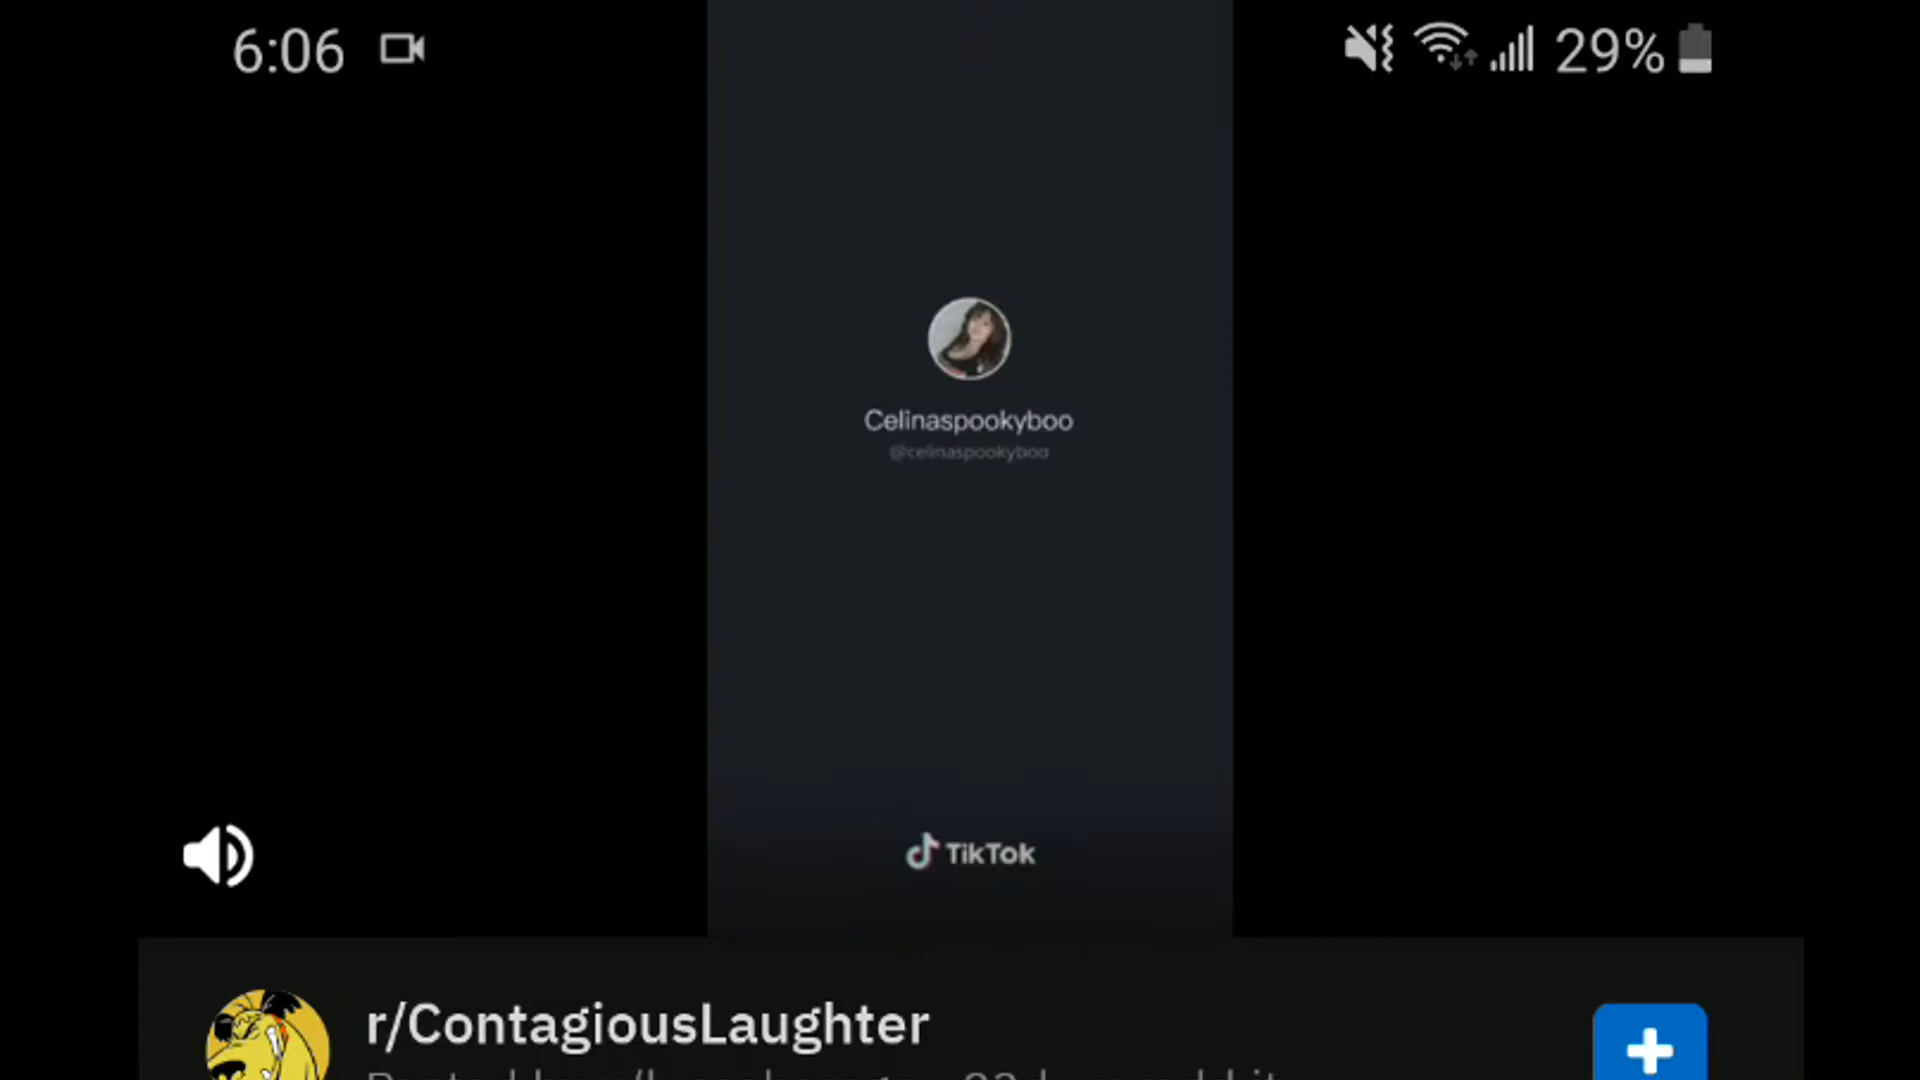 6:06
29%
Celinaspookyboo
@celinaspookyboo
TikTok
r/ContagiousLaughter